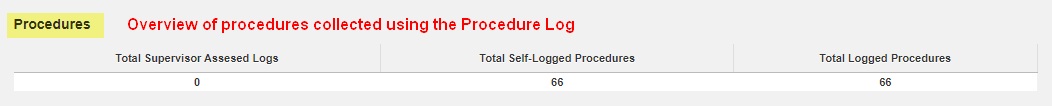 Procedures Overview of procedures collected using the Procedure Log
Total Supervisor Assesed Logs Total Self-Logged Procedures Total Logged Procedures
0 66 66